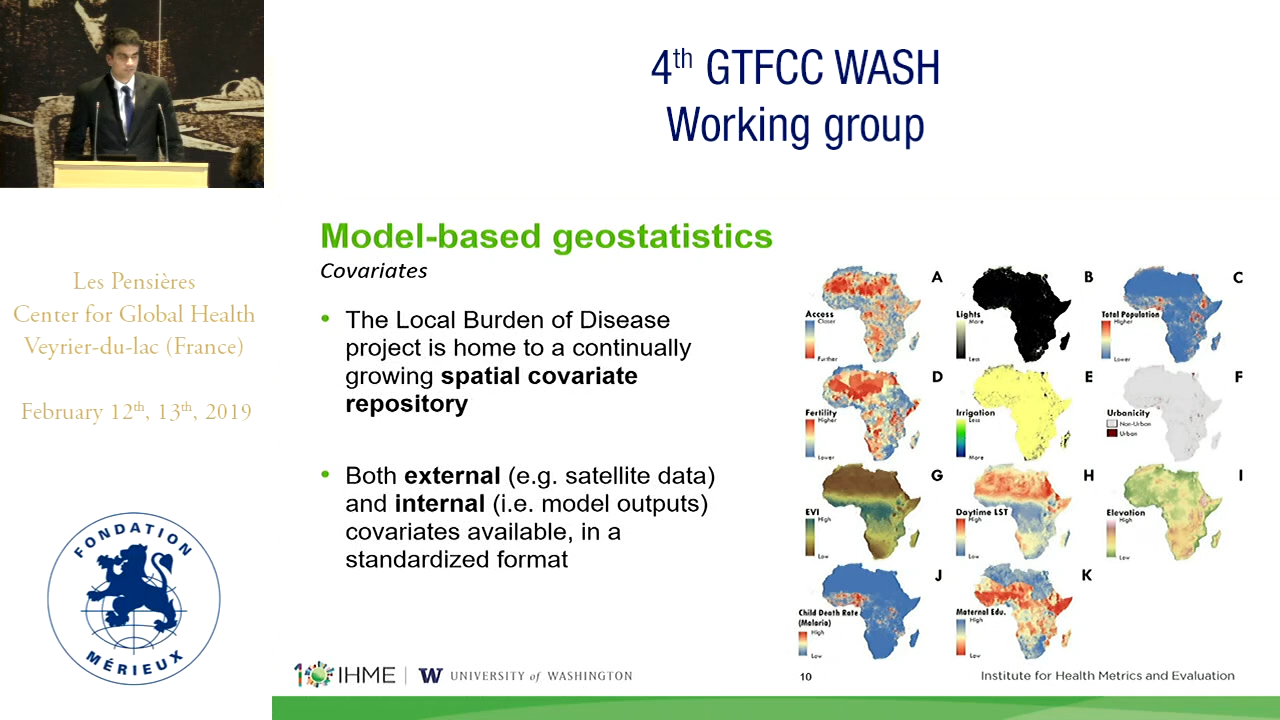 4th GTFCC WASH
Working group
Les Pensières
Center for Global Health
Veyrier-du-lac (France)
February 12th, 13th, 2019
FONDATION
MÉRIEUX
Model-based geostatistics
Covariates
• The Local Burden of Disease
project is home to a continually
growing spatial covariate
repository
• Both external (e.g. satellite data)
and internal (i.e. model outputs)
covariates available, in a
standardized format
A
Access
Closer
Further
B
Lights
More
Less
C
Total Population
Higher
Lower
D
Fertility
Higher
Lower
E
Irrigation
Less
More
F
Urbanicity
Non-Urban
Urban
G
EVI
High
Low
H
Daytime LST
High
Low
I
Elevation
High
Low
J
Child Death Rate
(Malaria)
High
Low
K
Maternal Edu.
High
Low
10 IHME | W UNIVERSITY of WASHINGTON
10
Institute for Health Metrics and Evaluation